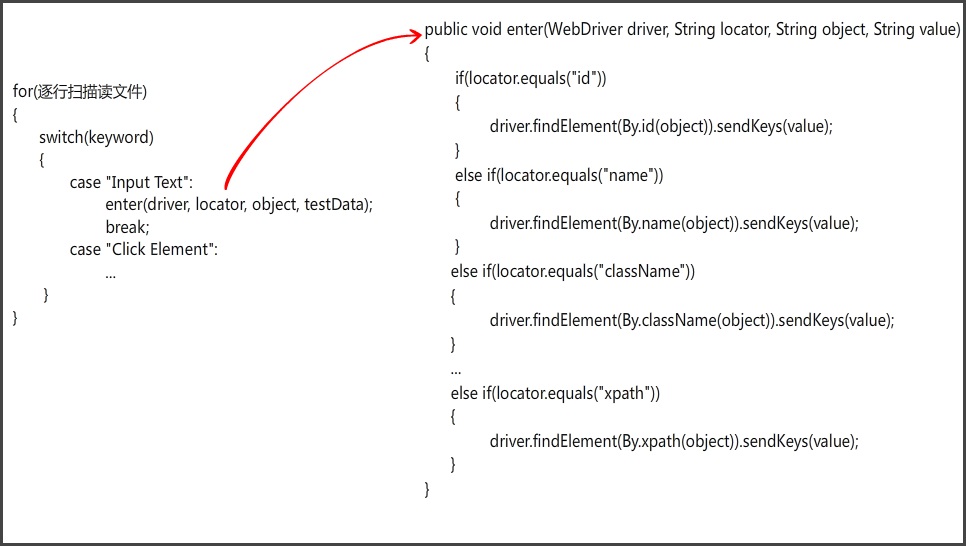 for(逐行扫描读文件)
{
switch(keyword)
{
case "Input Text":
enter(driver, locator, object, testData);
break;
case "Click Element":
...
}
}
public void enter(WebDriver driver, String locator, String object, String value)
{
if(locator.equals("id"))
{
driver.findElement(By.id(object)).sendKeys(value);
}
else if(locator.equals("name"))
{
driver.findElement(By.name(object)).sendKeys(value);
}
else if(locator.equals("className"))
{
driver.findElement(By.className(object)).sendKeys(value);
}
...
else if(locator.equals("xpath"))
{
driver.findElement(By.xpath(object)).sendKeys(value);
}
}